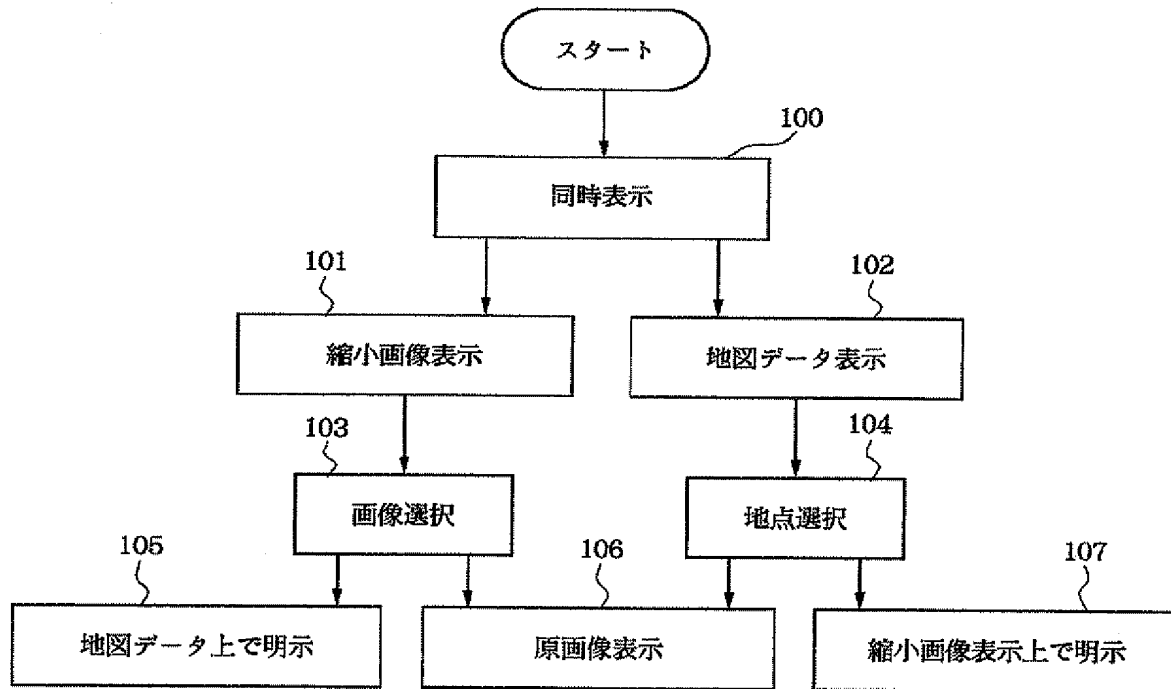 スタート
100
同時表示
101
102
縮小画像表示
地図データ表示
103
104
画像選択
地点選択
105
106
107
地図データ上で明示
原画像表示
縮小画像表示上で明示